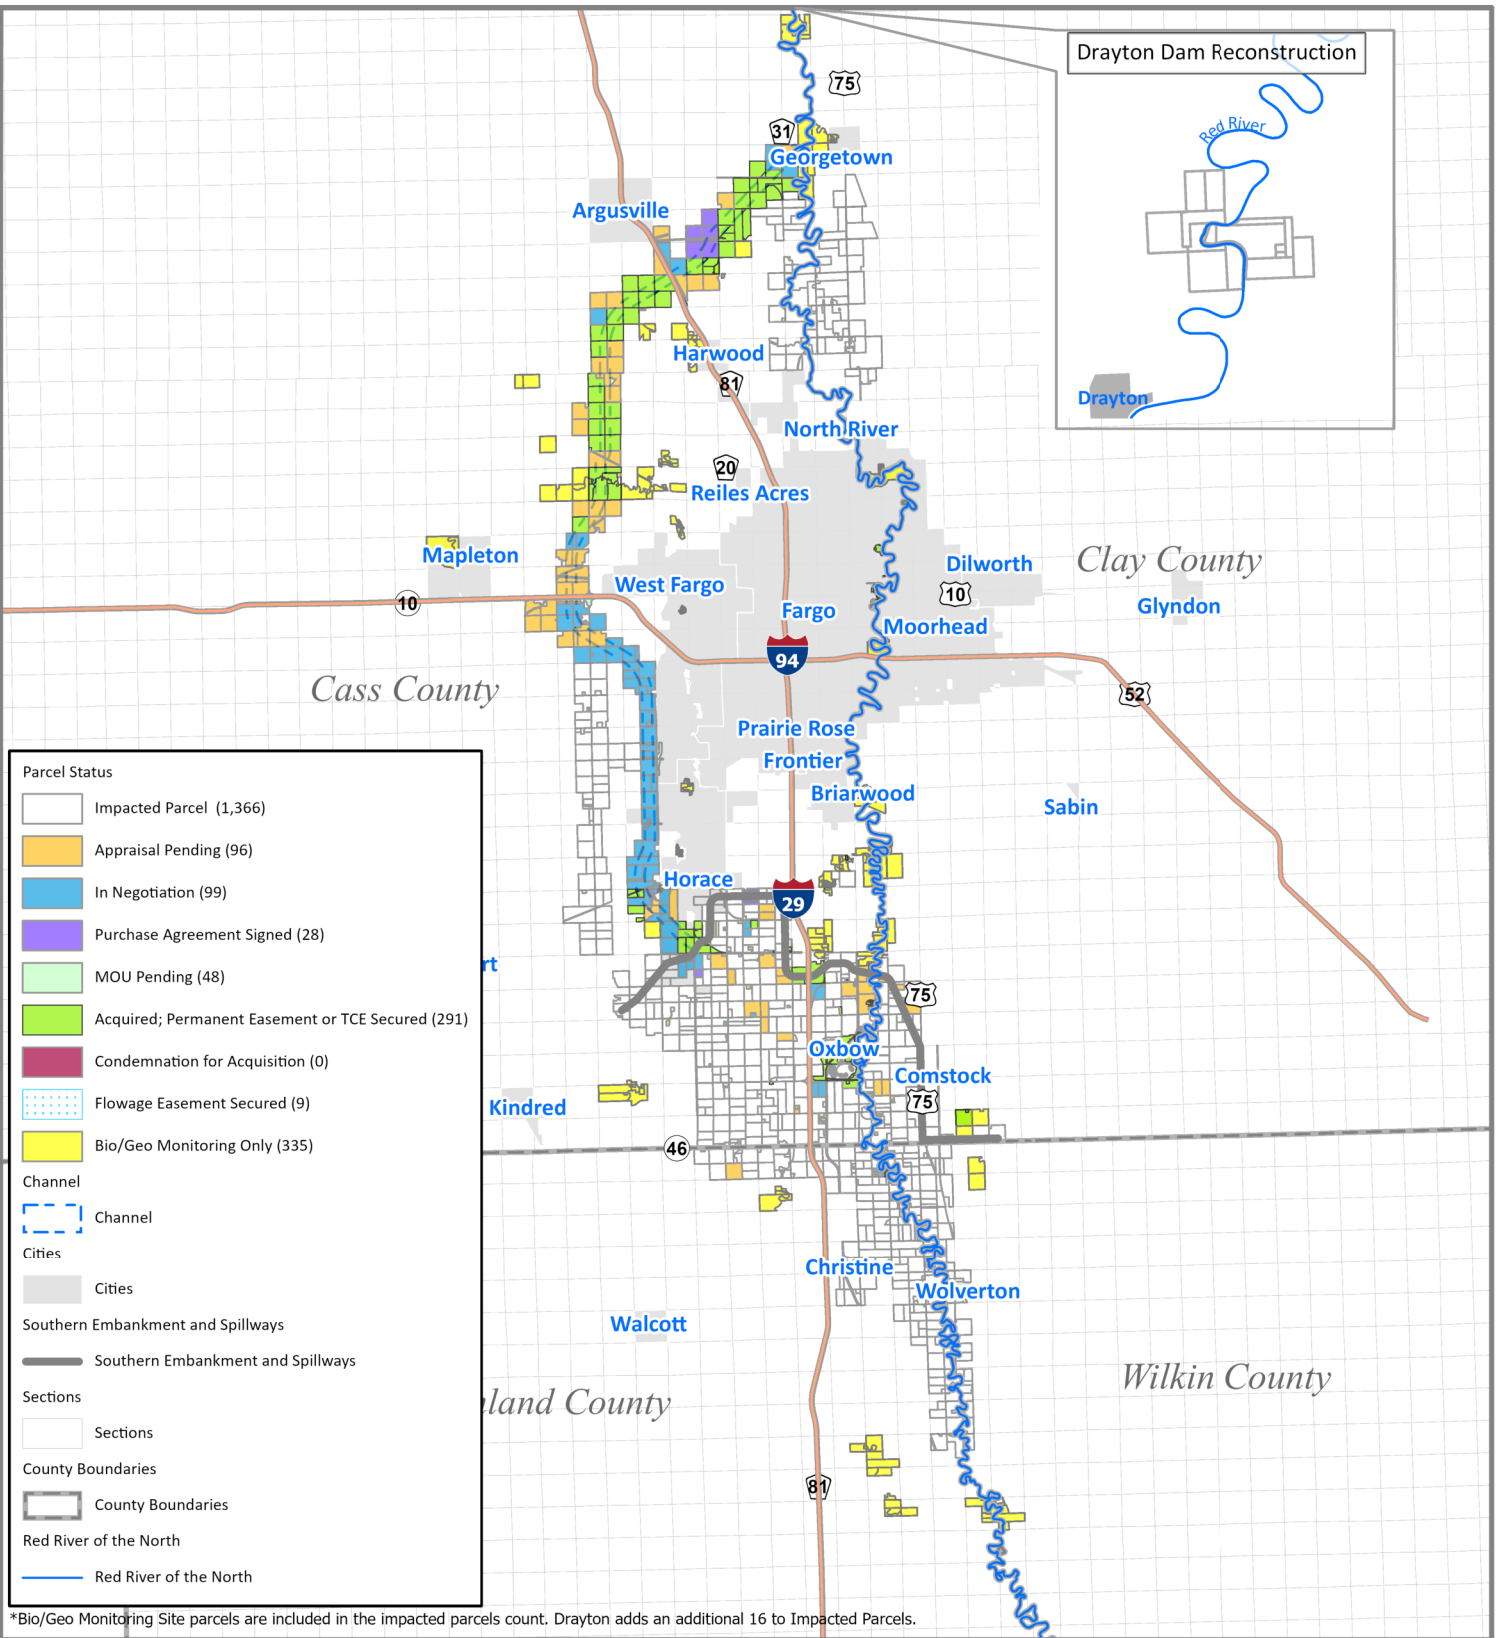 Drayton Dam Reconstruction
Red River
Drayton
75
31
Georgetown
Argusville
Harwood
81
North River
20
Reiles Acres
Mapleton
West Fargo
Dilworth
Clay County
10
10
Glyndon
Fargo
Moorhead
94
Cass County
52
Prairie Rose
Frontier
Briarwood
Sabin
Horace
29
rt
75
Oxbow
Comstock
75
Kindred
46
Christine
Wolverton
Walcott
Wilkin County
land County
81
Parcel Status
Impacted Parcel (1,366)
Appraisal Pending (96)
In Negotiation (99)
Purchase Agreement Signed (28)
MOU Pending (48)
Acquired; Permanent Easement or TCE Secured (291)
Condemnation for Acquisition (0)
Flowage Easement Secured (9)
Bio/Geo Monitoring Only (335)
Channel
Channel
Cities
Cities
Southern Embankment and Spillways
Southern Embankment and Spillways
Sections
Sections
County Boundaries
County Boundaries
Red River of the North
Red River of the North
*Bio/Geo Monitoring Site parcels are included in the impacted parcels count. Drayton adds an additional 16 to Impacted Parcels.